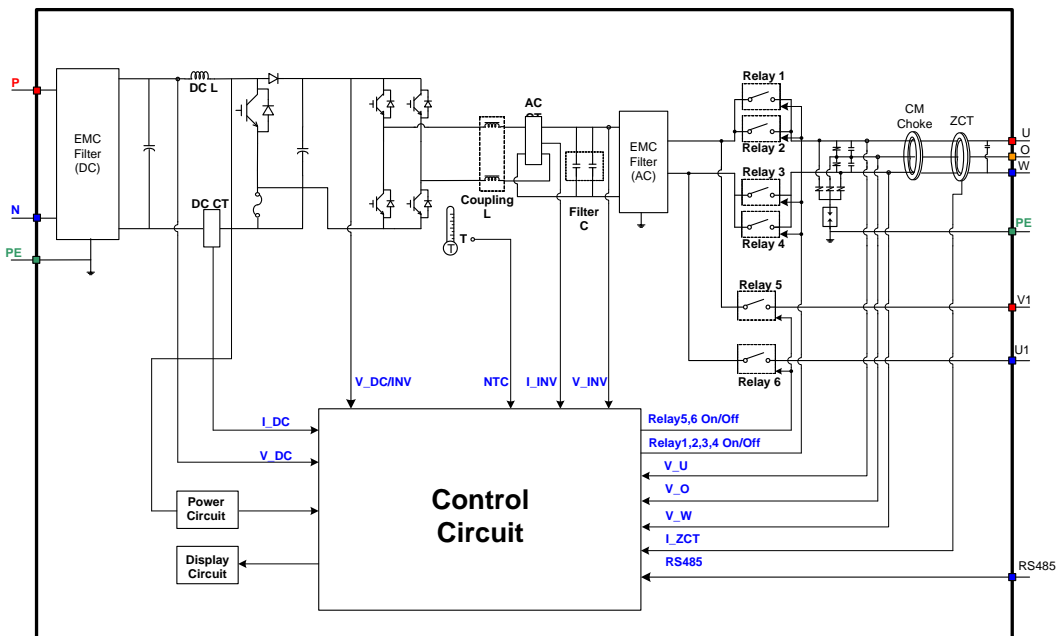 P
N
PE
EMC
Filter
(DC)
DC L
DC CT
Coupling
L
T
T
AC
Filter
C
EMC
Filter
(AC)
Relay 1
Relay 2
Relay 3
Relay 4
Relay 5
Relay 6
CM
Choke
ZCT
U
O
W
PE
V1
U1
RS485
V_DC/INV
NTC
I_INV
V_INV
I_DC
V_DC
Power
Circuit
Display
Circuit
Control
Circuit
Relay5,6 On/Off
Relay1,2,3,4 On/Off
V_U
V_O
V_W
I_ZCT
RS485